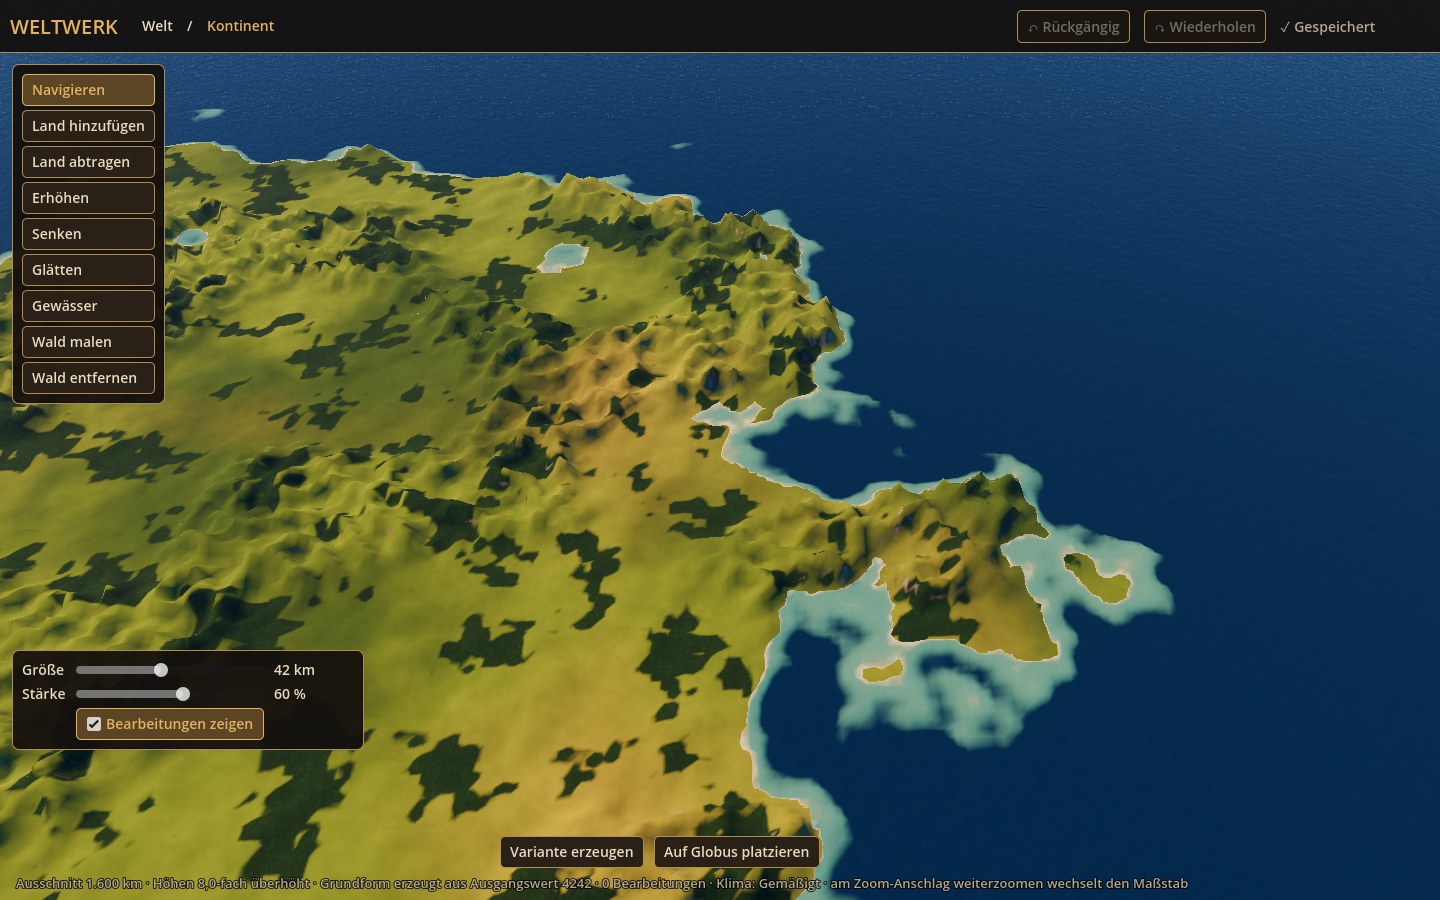 WELTWERK Welt / Kontinent Rückgängig Wiederholen ✓ Gespeichert
Navigieren
Land hinzufügen
Land abtragen
Erhöhen
Senken
Glätten
Gewässer
Wald malen
Wald entfernen
Größe 42 km
Stärke 60 %
Bearbeitungen zeigen
Variante erzeugen Auf Globus platzieren
Ausschnitt 1.600 km · Höhen 8,0-fach überhöht · Grundform erzeugt aus Ausgangswert 4242 · 0 Bearbeitungen · Klima: Gemäßigt · am Zoom-Anschlag weiterzoomen wechselt den Maßstab